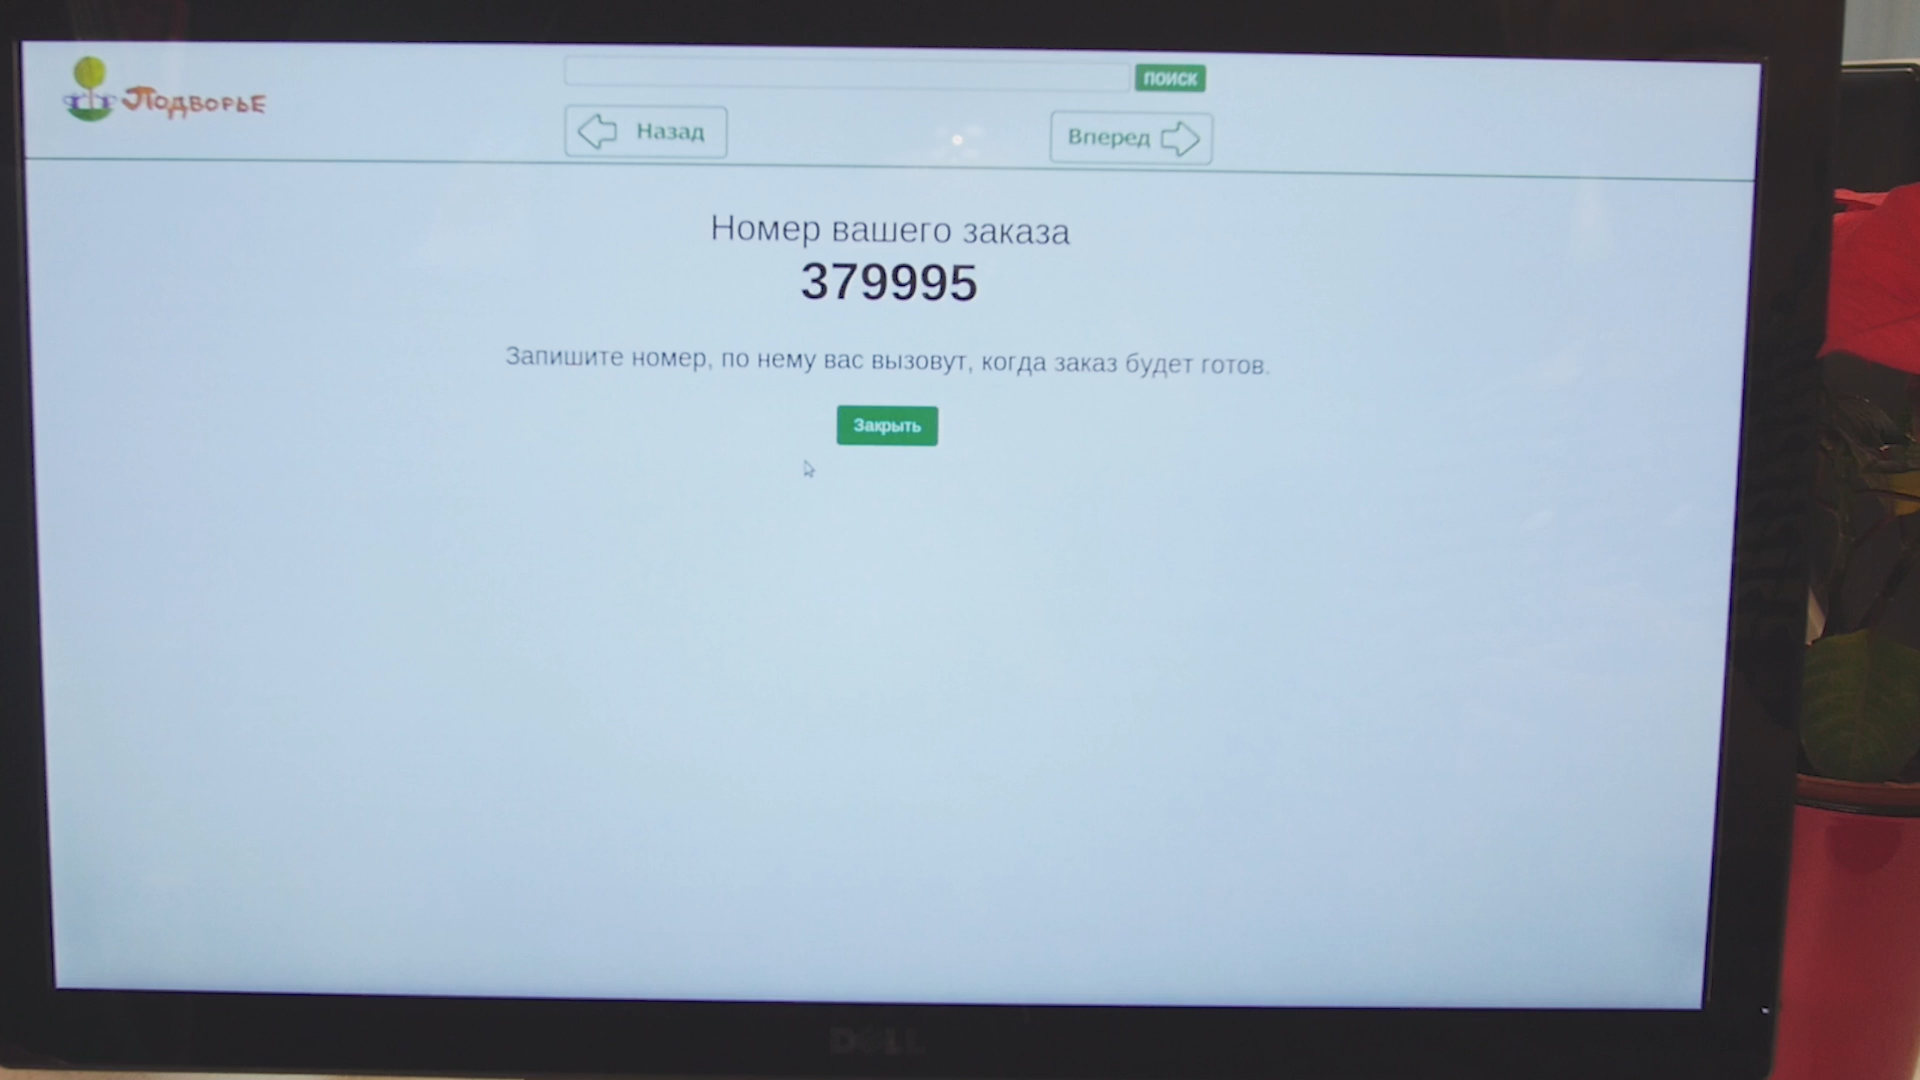 Подворье
ПОИСК
Назад
Вперед
Номер вашего заказа
379995
Запишите номер, по нему вас вызовут, когда заказ будет готов.
Закрыть
DELL